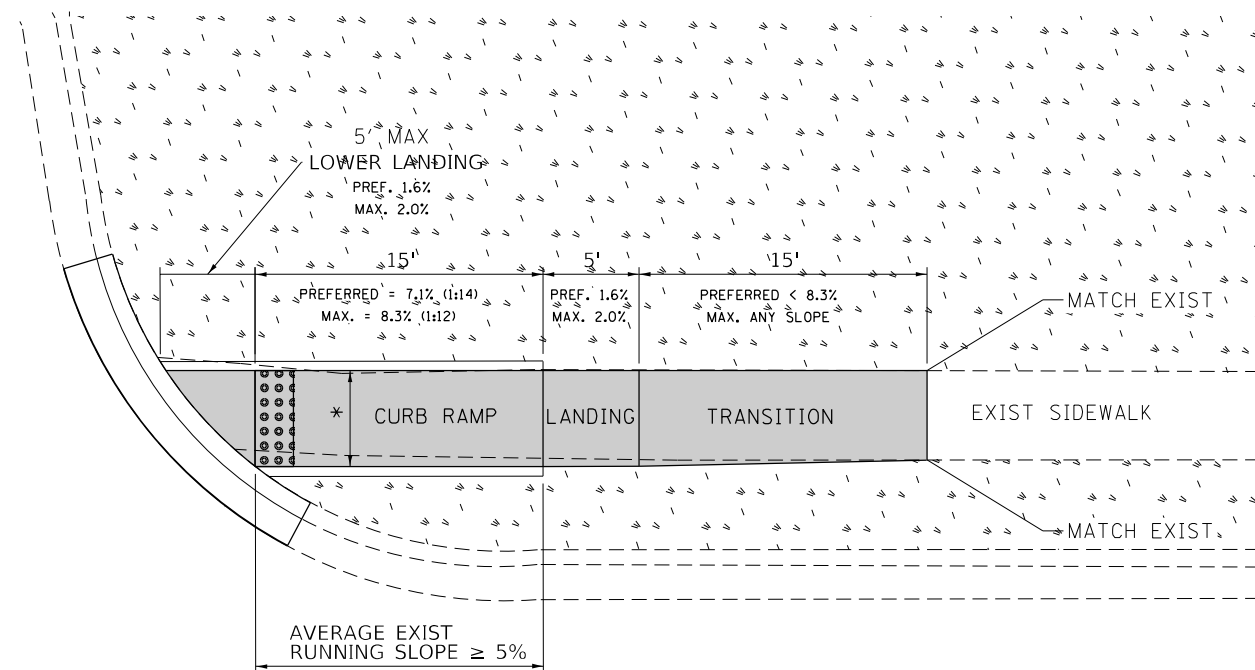 5' MAX
LOWER LANDING
PREF. 1.6%
MAX. 2.0%
15'
5'
15'
PREFERRED = 7.1% (1:14)
MAX. = 8.3% (1:12)
PREF. 1.6%
MAX. 2.0%
PREFERRED < 8.3%
MAX. ANY SLOPE
MATCH EXIST
*
CURB RAMP
LANDING
TRANSITION
EXIST SIDEWALK
MATCH EXIST
AVERAGE EXIST
RUNNING SLOPE ≥ 5%